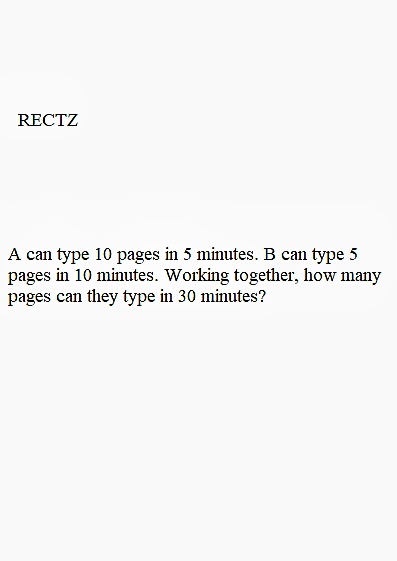 RECTZ
A can type 10 pages in 5 minutes. B can type 5
pages in 10 minutes. Working together, how many
pages can they type in 30 minutes?